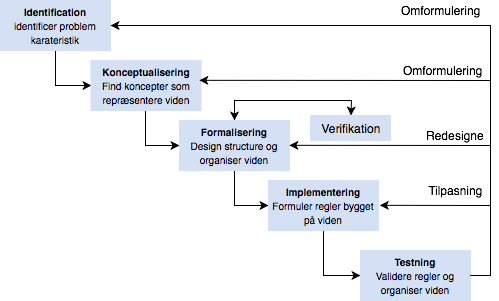 Identification
identificer problem
karateristik
Omformulering
Konceptualisering
Find koncepter som
repræsentere viden
Omformulering
Formalisering
Design structure og
organiser viden
Verifikation
Redesigne
Implementering
Formuler regler bygget
på viden
Tilpasning
Testning
Validere regler og
organiser viden